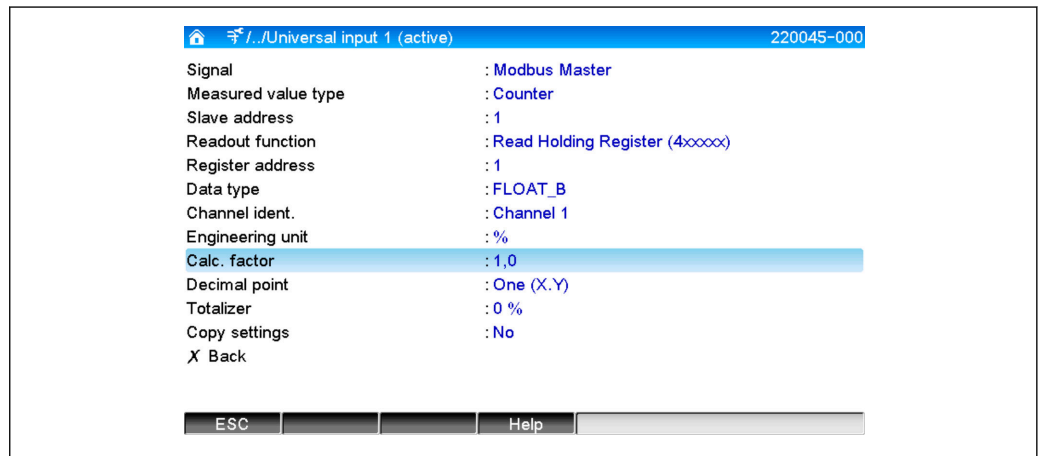 /../Universal input 1 (active) 220045-000
Signal : Modbus Master
Measured value type : Counter
Slave address : 1
Readout function : Read Holding Register (4xxxxx)
Register address : 1
Data type : FLOAT_B
Channel ident. : Channel 1
Engineering unit : %
Calc. factor : 1,0
Decimal point : One (X.Y)
Totalizer : 0 %
Copy settings : No
X Back
ESC Help